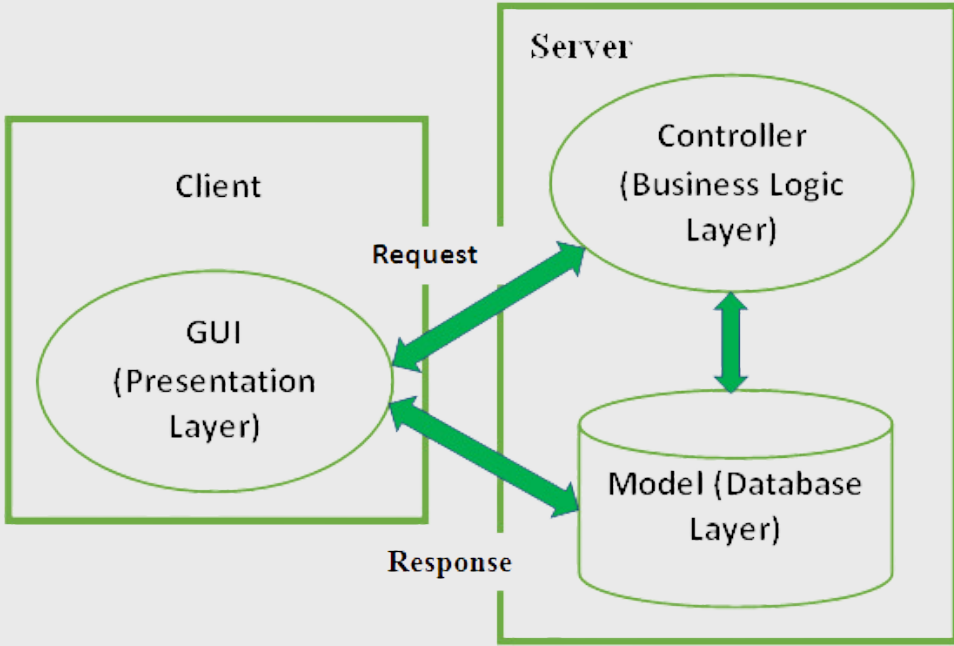 Server
Controller
(Business Logic
Layer)
Client
Request
GUI
(Presentation
Layer)
Model (Database
Layer)
Response